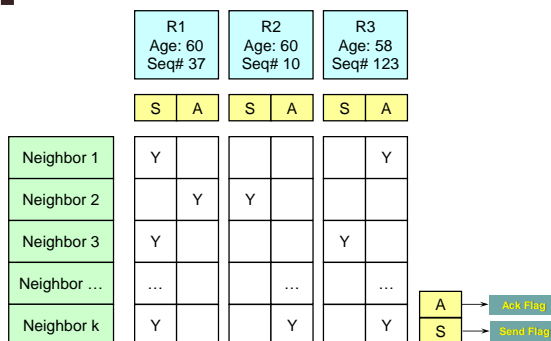 R1 R2 R3
Age: 60 Age: 60 Age: 58
Seq# 37 Seq# 10 Seq# 123
S A S A S A
Neighbor 1 Y Y
Neighbor 2 Y Y
Neighbor 3 Y Y
Neighbor … … … …
Neighbor k Y Y Y
A Ack Flag
S Send Flag